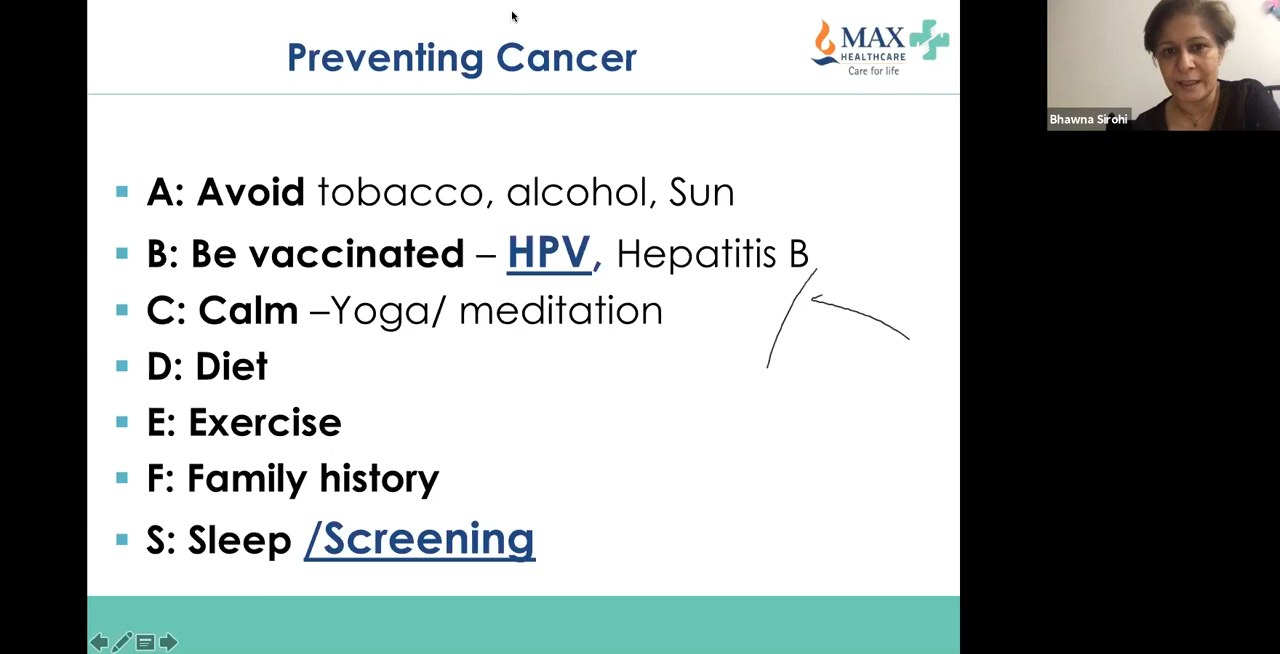 Preventing Cancer
MAX
HEALTHCARE
Care for life
Bhawna Sirohi
A: Avoid tobacco, alcohol, Sun
B: Be vaccinated – HPV, Hepatitis B
C: Calm –Yoga/ meditation
D: Diet
E: Exercise
F: Family history
S: Sleep /Screening